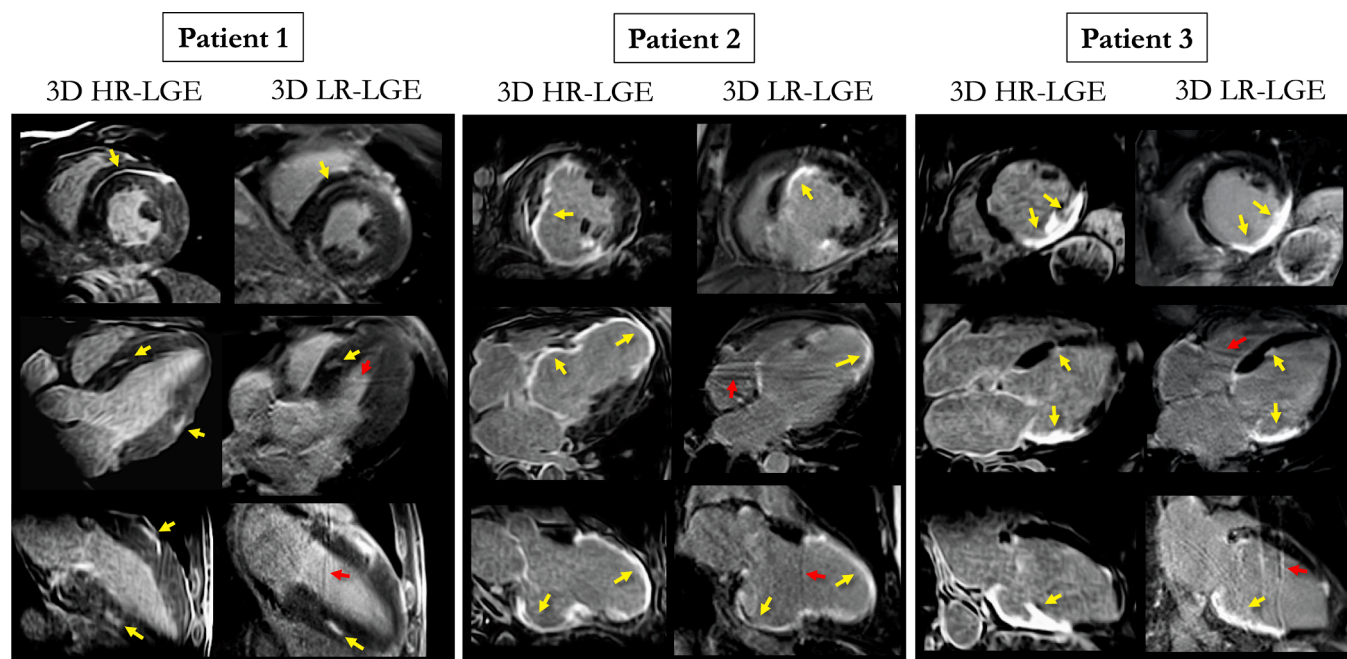 Patient 1
Patient 2
Patient 3
3D HR-LGE
3D LR-LGE
3D HR-LGE
3D LR-LGE
3D HR-LGE
3D LR-LGE